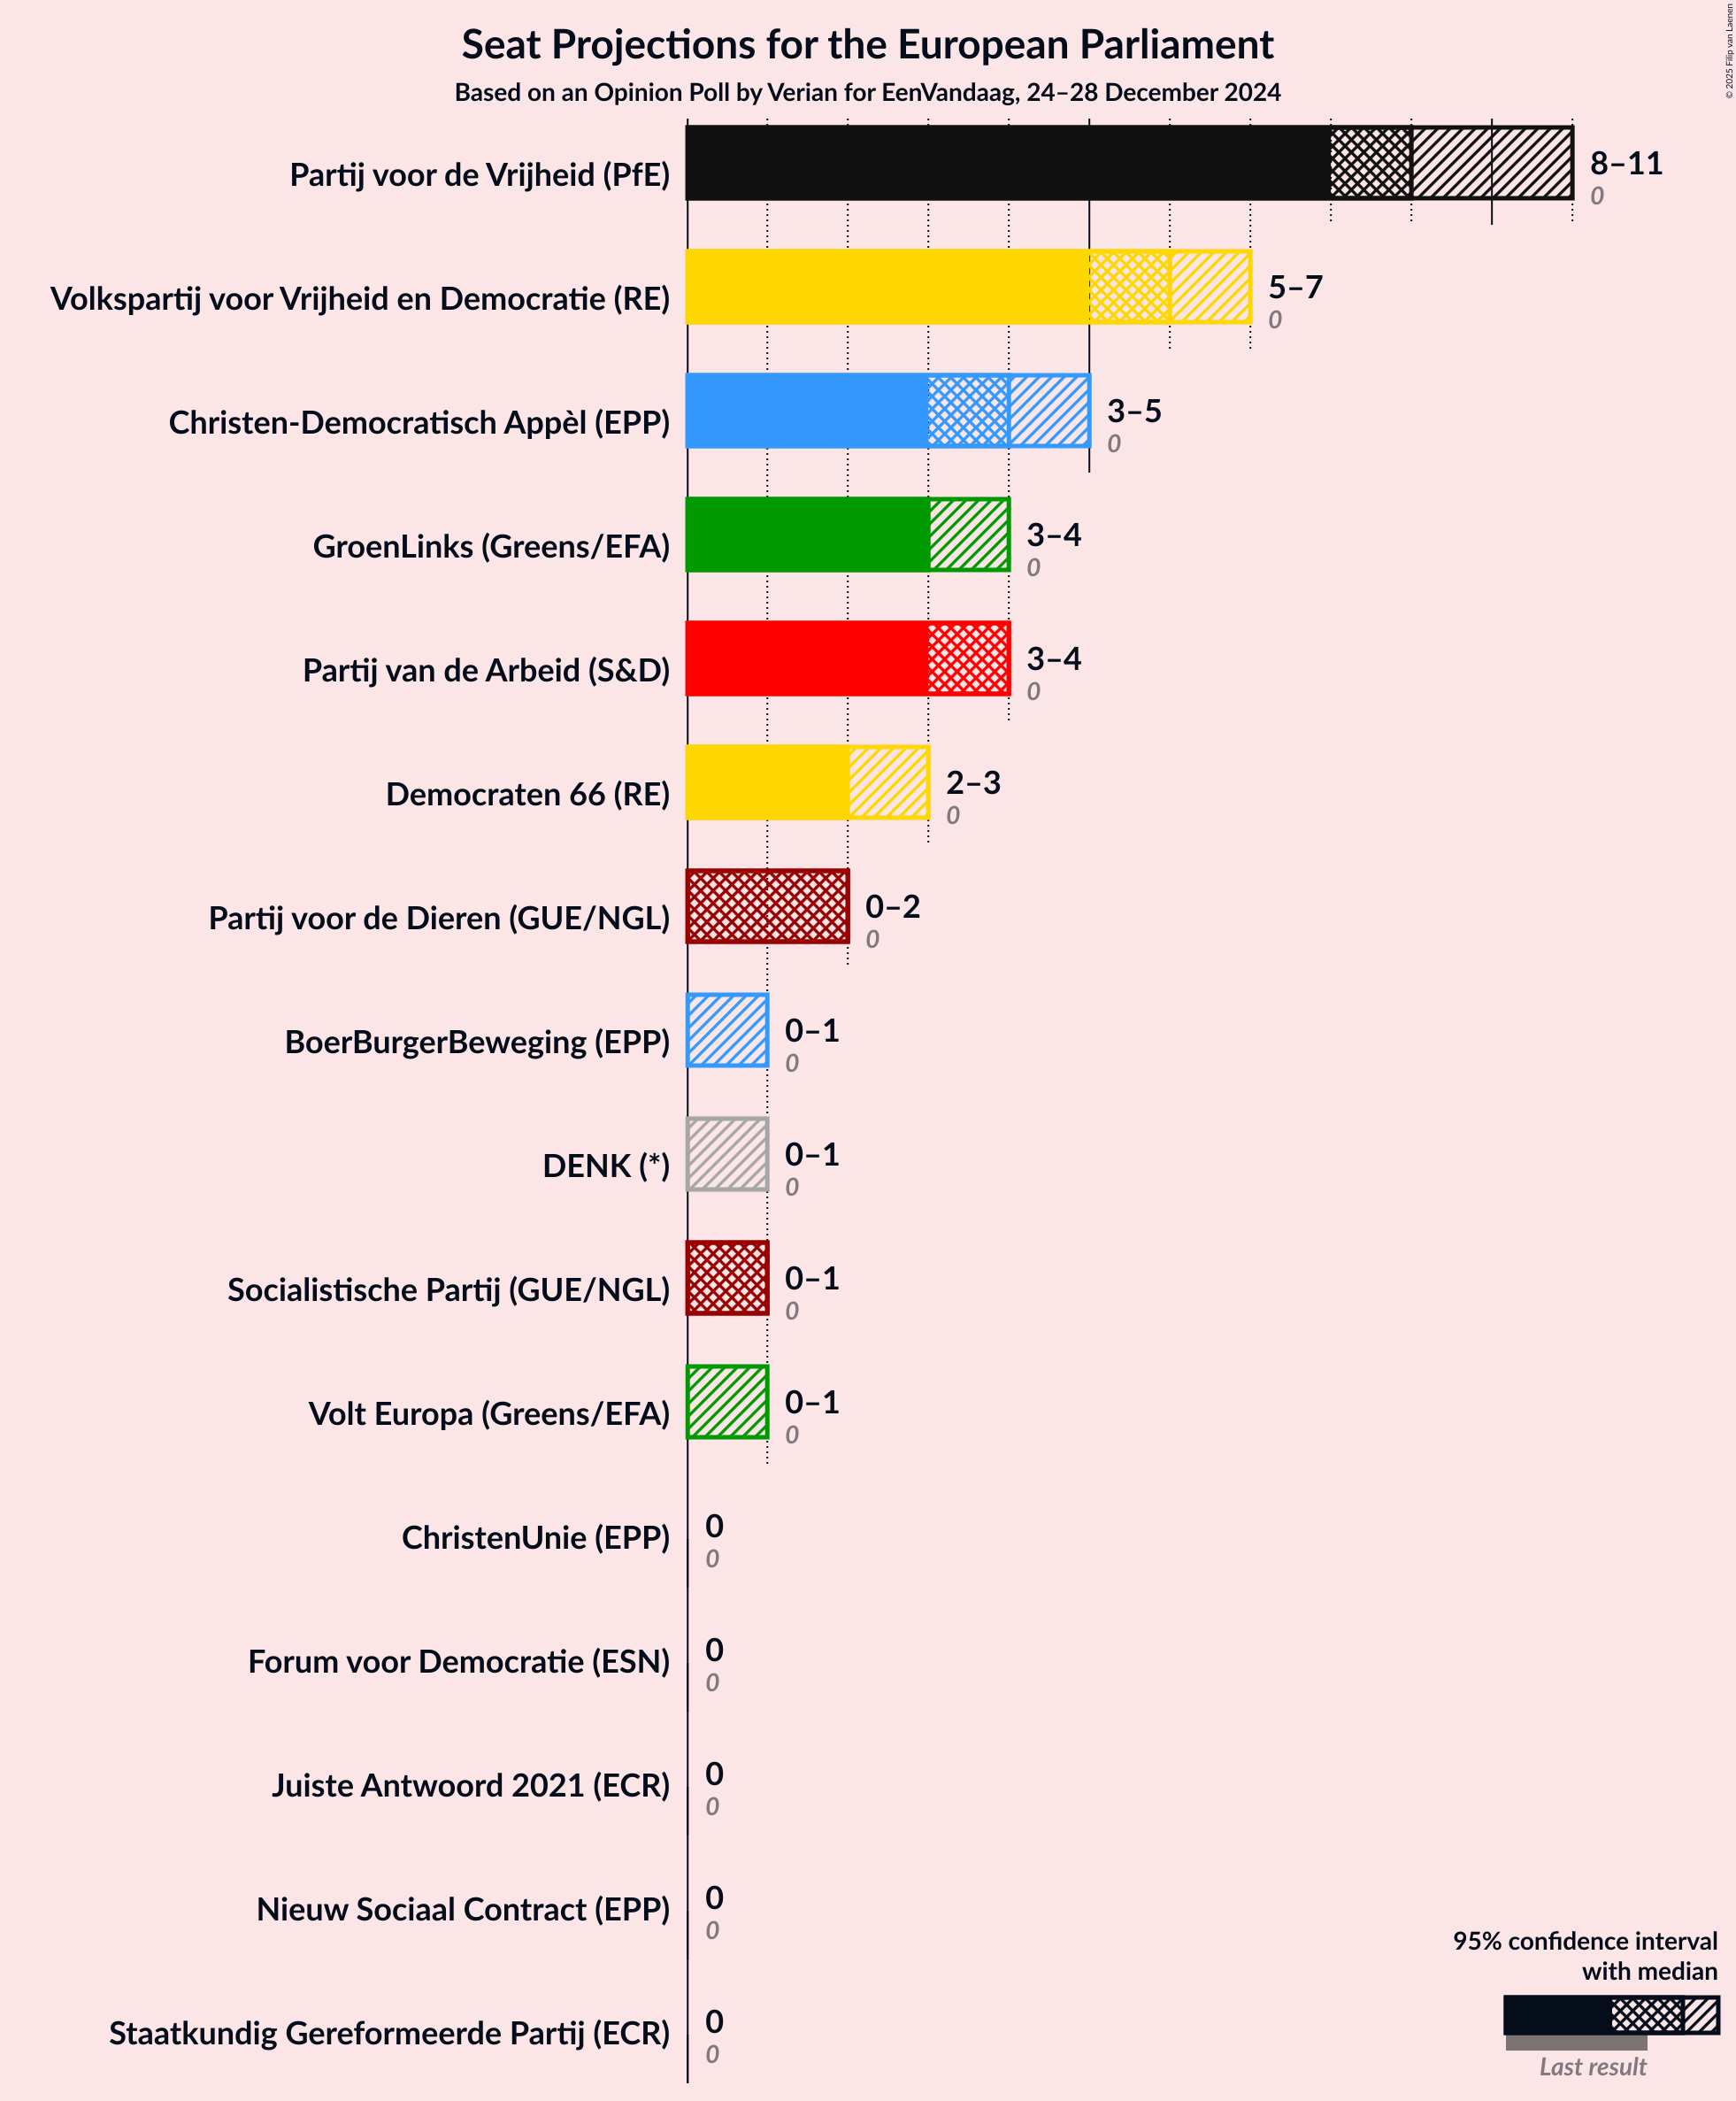 Seat Projections for the European Parliament
Based on an Opinion Poll by Verian for EenVandaag, 24–28 December 2024
© 2025 Filip van Laenen
Partij voor de Vrijheid (PfE)
8–11
0
Volkspartij voor Vrijheid en Democratie (RE)
5–7
0
Christen-Democratisch Appèl (EPP)
3–5
0
GroenLinks (Greens/EFA)
3–4
0
Partij van de Arbeid (S&D)
3–4
0
Democraten 66 (RE)
2–3
0
Partij voor de Dieren (GUE/NGL)
0–2
0
BoerBurgerBeweging (EPP)
0–1
0
DENK (*)
0–1
0
Socialistische Partij (GUE/NGL)
0–1
0
Volt Europa (Greens/EFA)
0–1
0
ChristenUnie (EPP)
0
0
Forum voor Democratie (ESN)
0
0
Juiste Antwoord 2021 (ECR)
0
0
Nieuw Sociaal Contract (EPP)
0
0
Staatkundig Gereformeerde Partij (ECR)
0
0
95% confidence interval
with median
Last result